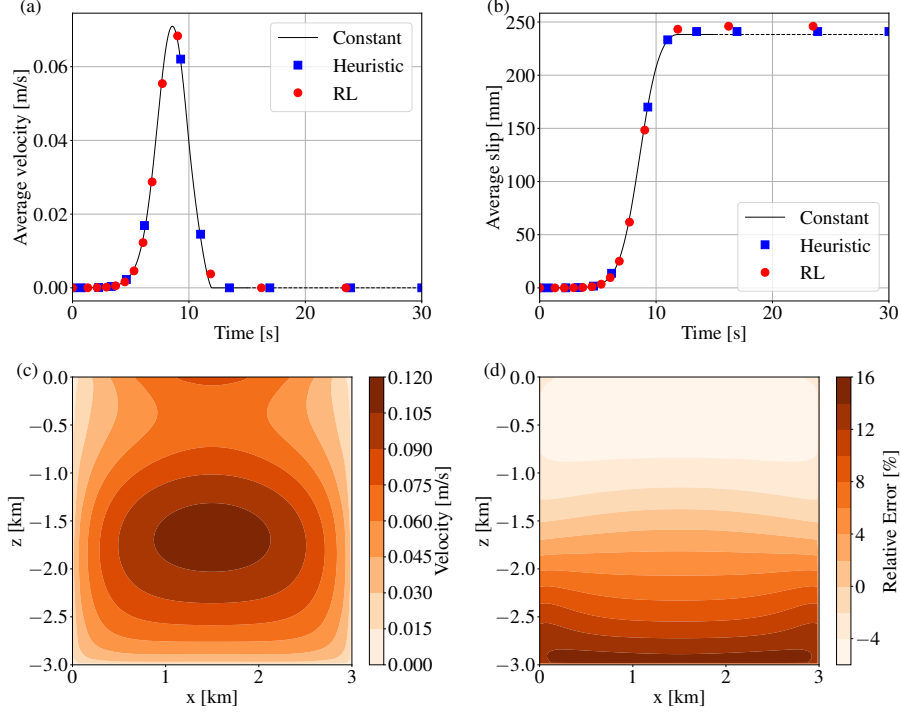 (a)
Average velocity [m/s]
0.06
0.04
0.02
0.00
0
10
20
30
Time [s]
Constant
Heuristic
RL
(b)
Average slip [mm]
250
200
150
100
50
0
0
10
20
30
Time [s]
Constant
Heuristic
RL
(c)
z [km]
0.0
−0.5
−1.0
−1.5
−2.0
−2.5
−3.0
0
1
2
3
x [km]
0.120
0.105
0.090
0.075
0.060
0.045
0.030
0.015
0.000
Velocity [m/s]
(d)
z [km]
0.0
−0.5
−1.0
−1.5
−2.0
−2.5
−3.0
0
1
2
3
x [km]
16
12
8
4
0
−4
Relative Error [%]